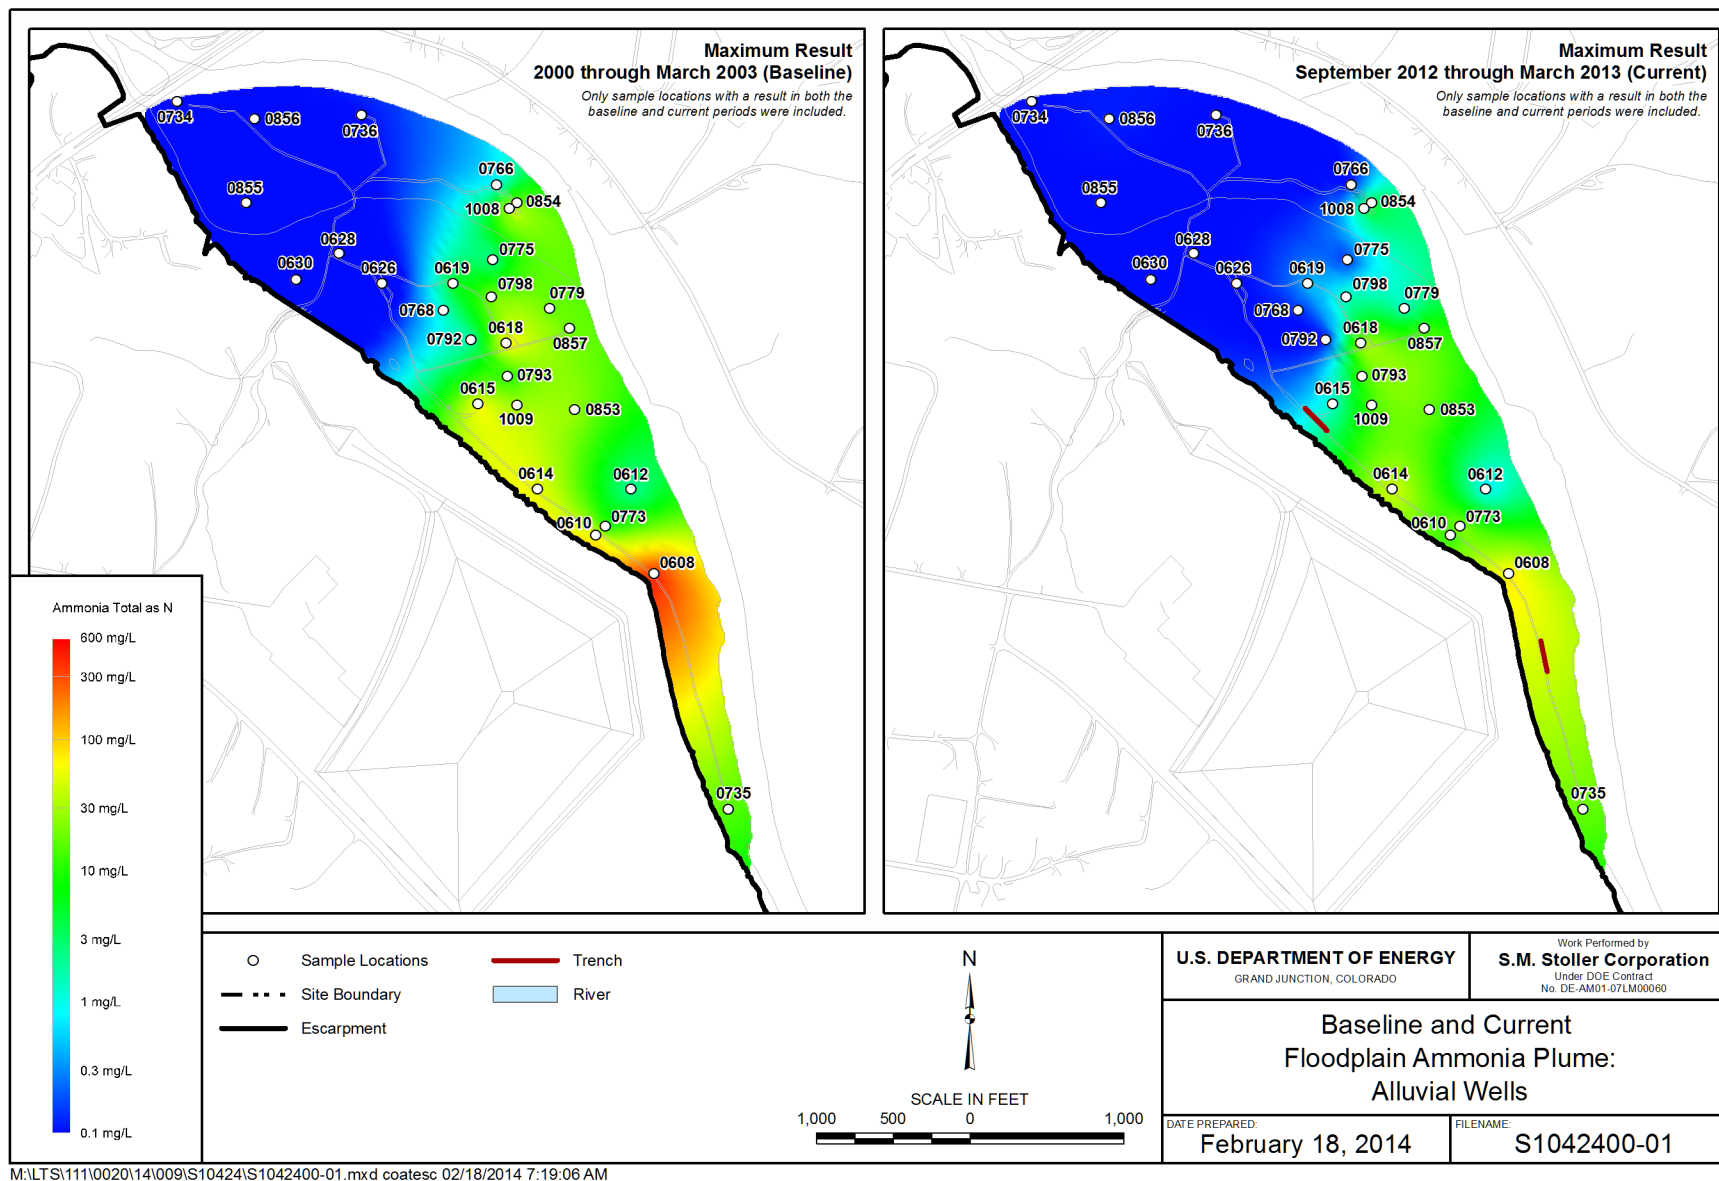 Maximum Result
2000 through March 2003 (Baseline)
Only sample locations with a result in both the
baseline and current periods were included.
0734
0856
0736
0766
0855
0854
1008
0628
0775
0630
0626
0619
0798
0779
0768
0618
0792
0857
0793
0615
1009
0853
0614
0612
0610
0773
0608
0735
Maximum Result
September 2012 through March 2013 (Current)
Only sample locations with a result in both the
baseline and current periods were included.
0734
0856
0736
0766
0855
0854
1008
0628
0775
0630
0626
0619
0798
0779
0768
0618
0792
0857
0793
0615
1009
0853
0614
0612
0610
0773
0608
0735
Ammonia Total as N
600 mg/L
300 mg/L
100 mg/L
30 mg/L
10 mg/L
3 mg/L
1 mg/L
0.3 mg/L
0.1 mg/L
Sample Locations
Site Boundary
Escarpment
Trench
River
N
SCALE IN FEET
1,000 500 0 1,000
U.S. DEPARTMENT OF ENERGY
GRAND JUNCTION, COLORADO
Work Performed by
S.M. Stoller Corporation
Under DOE Contract
No. DE-AM01-07LM00060
Baseline and Current
Floodplain Ammonia Plume:
Alluvial Wells
DATE PREPARED:
February 18, 2014
FILENAME:
S1042400-01
M:\LTS\111\0020\14\009\S10424\S1042400-01.mxd coatesc 02/18/2014 7:19:06 AM